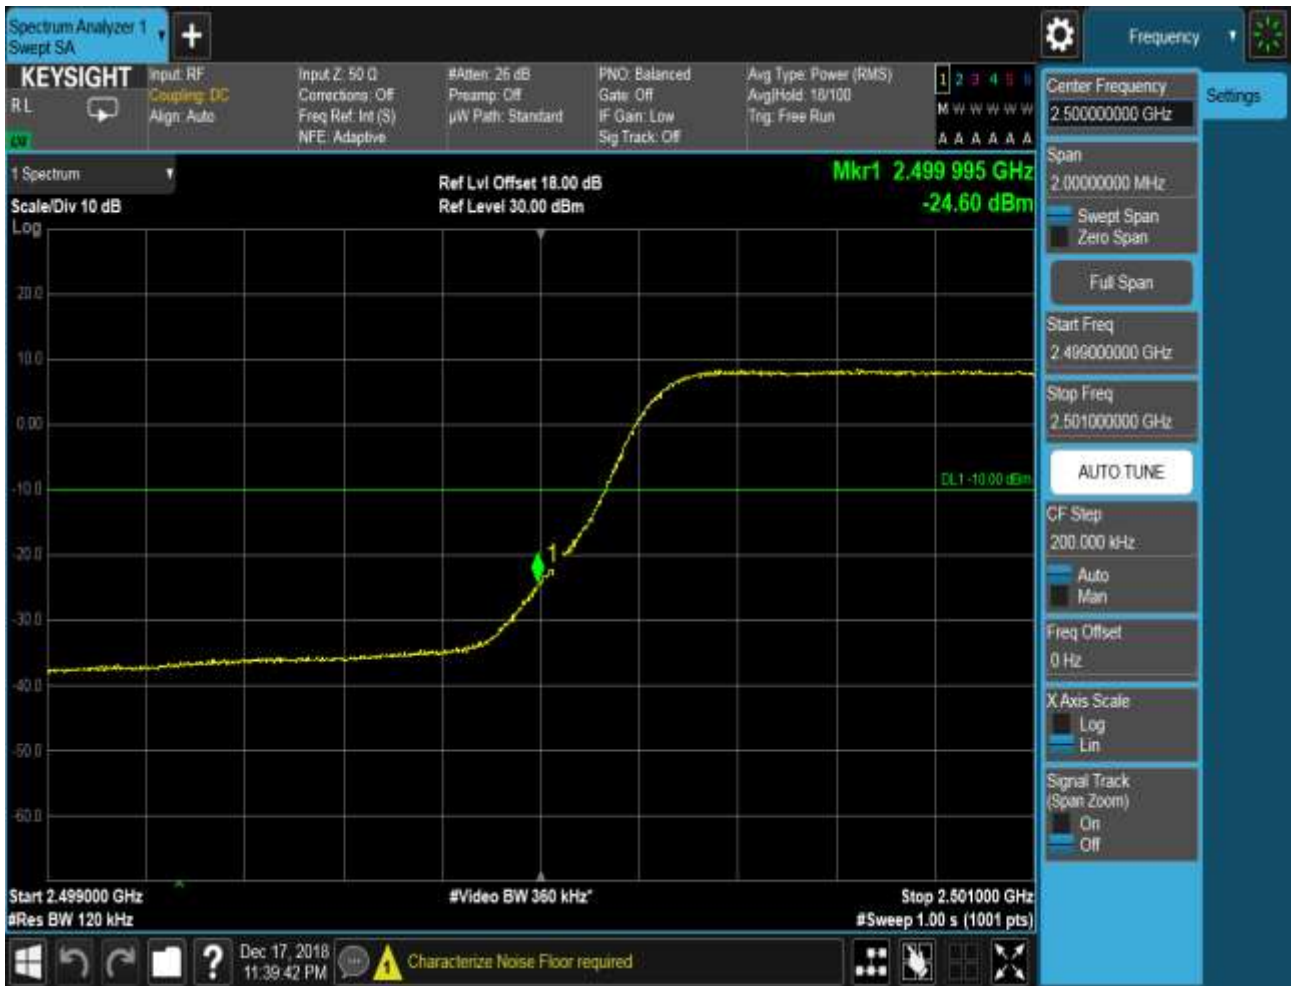 Spectrum Analyzer 1
Swept SA
+
Frequency
KEYSIGHT
RL
Input: RF
Coupling: DC
Align: Auto
Input Z: 50 Ω
Corrections: Off
Freq Ref: Int (S)
NFE: Adaptive
#Atten: 26 dB
Preamp: Off
µW Path: Standard
PNO: Balanced
Gate: Off
IF Gain: Low
Sig Track: Off
Avg Type: Power (RMS)
Avg|Hold: 18/100
Trig: Free Run
1 2 3 4 5 6
M W W W W W
A A A A A A
1 Spectrum
Scale/Div 10 dB
Log
Ref Lvl Offset 18.00 dB
Ref Level 30.00 dBm
Mkr1 2.499 995 GHz
-24.60 dBm
20.0
10.0
0.00
-10.0
-20.0
-30.0
-40.0
-50.0
-60.0
DL1 -10.00 dBm
1
Start 2.499000 GHz
#Res BW 120 kHz
#Video BW 360 kHz*
Stop 2.501000 GHz
#Sweep 1.00 s (1001 pts)
Center Frequency
2.500000000 GHz
Settings
Span
2.00000000 MHz
Swept Span
Zero Span
Full Span
Start Freq
2.499000000 GHz
Stop Freq
2.501000000 GHz
AUTO TUNE
CF Step
200.000 kHz
Auto
Man
Freq Offset
0 Hz
X Axis Scale
Log
Lin
Signal Track
(Span Zoom)
On
Off
?
Dec 17, 2018
11:39:42 PM
1
Characterize Noise Floor required